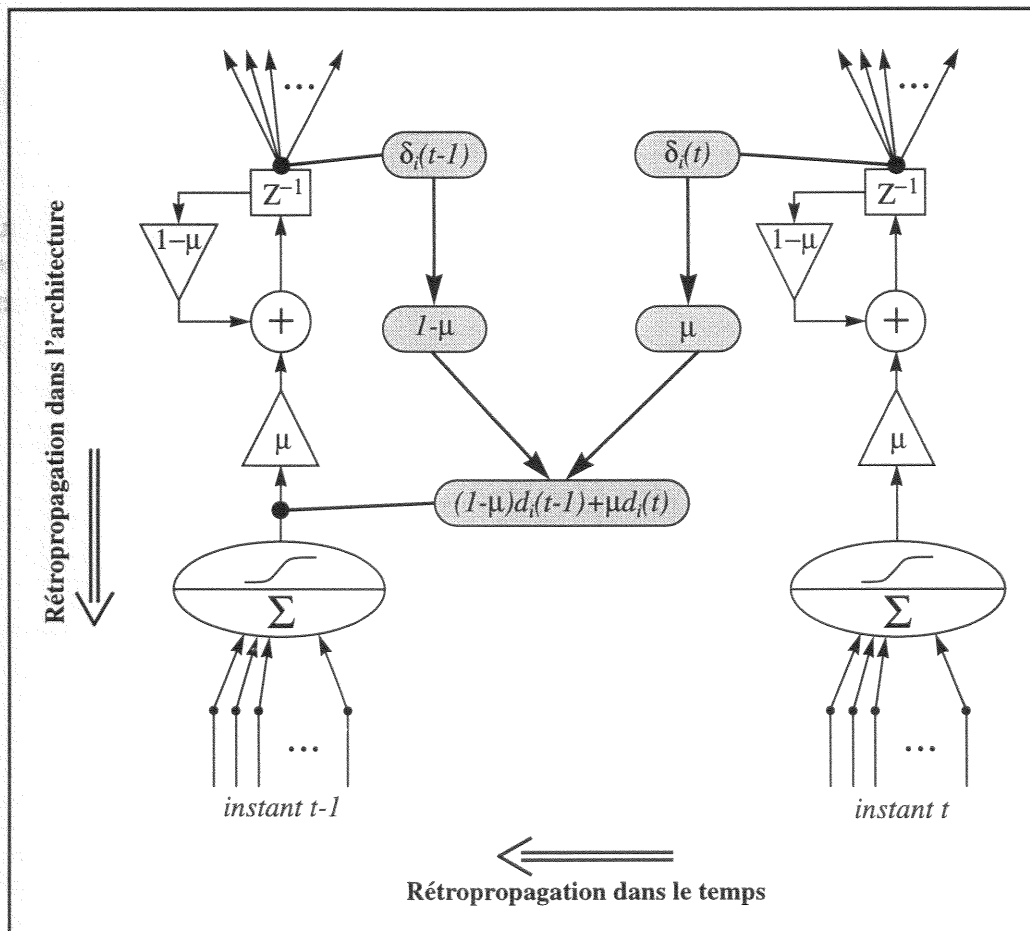 ... ...
δi(t-1) δi(t)
Z⁻¹ Z⁻¹
1-μ 1-μ
+ 1-μ μ +
μ μ
(1-μ)di(t-1)+μdi(t)
Σ Σ
... ...
instant t-1 instant t
Rétropropagation dans l'architecture
Rétropropagation dans le temps